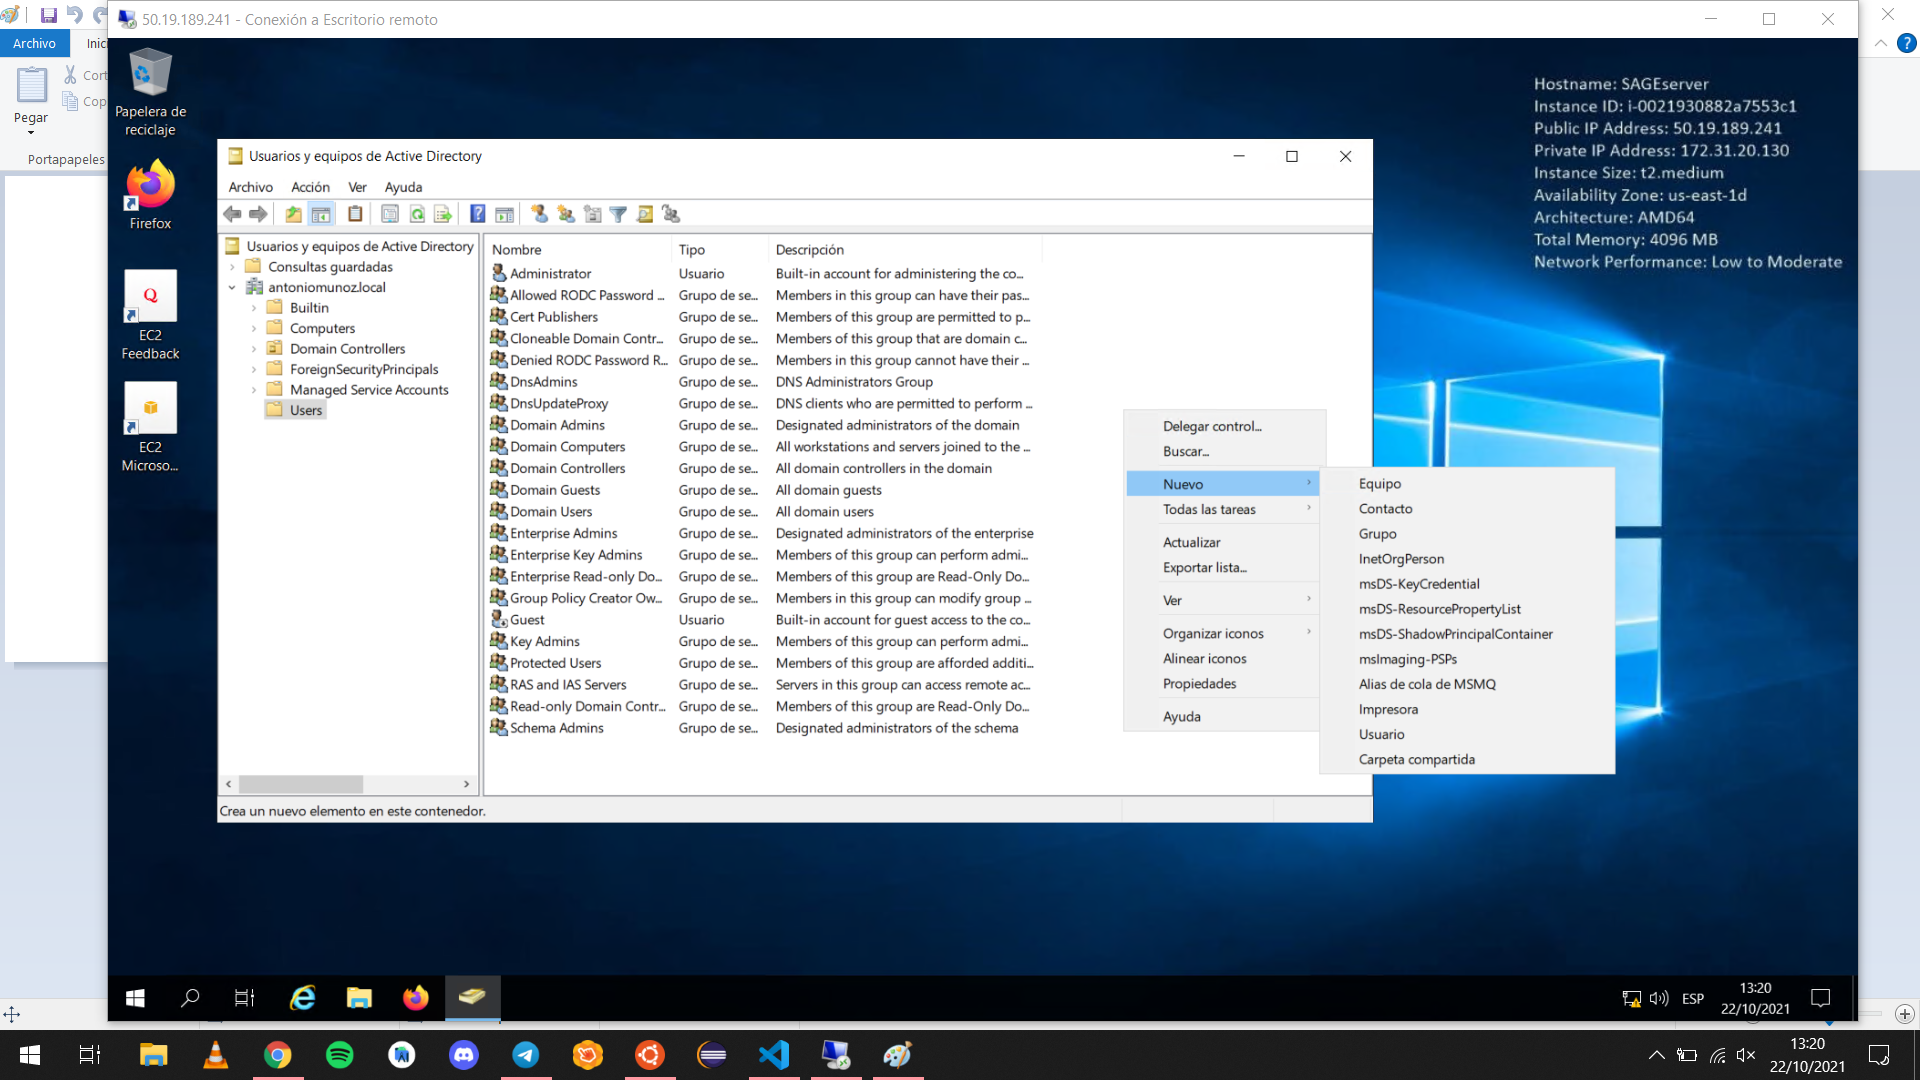 50.19.189.241 - Conexión a Escritorio remoto
Archivo
Inic
Pegar
Cort
Cop
Portapapeles
Papelera de
reciclaje
Firefox
EC2
Feedback
EC2
Microso...
Hostname: SAGEserver
Instance ID: i-0021930882a7553c1
Public IP Address: 50.19.189.241
Private IP Address: 172.31.20.130
Instance Size: t2.medium
Availability Zone: us-east-1d
Architecture: AMD64
Total Memory: 4096 MB
Network Performance: Low to Moderate
Usuarios y equipos de Active Directory
Archivo Acción Ver Ayuda
Usuarios y equipos de Active Directory
Consultas guardadas
antoniomunoz.local
Builtin
Computers
Domain Controllers
ForeignSecurityPrincipals
Managed Service Accounts
Users
Nombre Tipo Descripción
Administrator Usuario Built-in account for administering the co...
Allowed RODC Password ... Grupo de se... Members in this group can have their pas...
Cert Publishers Grupo de se... Members of this group are permitted to p...
Cloneable Domain Contr... Grupo de se... Members of this group that are domain c...
Denied RODC Password R... Grupo de se... Members in this group cannot have their ...
DnsAdmins Grupo de se... DNS Administrators Group
DnsUpdateProxy Grupo de se... DNS clients who are permitted to perform ...
Domain Admins Grupo de se... Designated administrators of the domain
Domain Computers Grupo de se... All workstations and servers joined to the ...
Domain Controllers Grupo de se... All domain controllers in the domain
Domain Guests Grupo de se... All domain guests
Domain Users Grupo de se... All domain users
Enterprise Admins Grupo de se... Designated administrators of the enterprise
Enterprise Key Admins Grupo de se... Members of this group can perform admi...
Enterprise Read-only Do... Grupo de se... Members of this group are Read-Only Do...
Group Policy Creator Ow... Grupo de se... Members in this group can modify group ...
Guest Usuario Built-in account for guest access to the co...
Key Admins Grupo de se... Members of this group can perform admi...
Protected Users Grupo de se... Members of this group are afforded additi...
RAS and IAS Servers Grupo de se... Servers in this group can access remote ac...
Read-only Domain Contr... Grupo de se... Members of this group are Read-Only Do...
Schema Admins Grupo de se... Designated administrators of the schema
Delegar control...
Buscar...
Nuevo
Todas las tareas
Actualizar
Exportar lista...
Ver
Organizar iconos
Alinear iconos
Propiedades
Ayuda
Equipo
Contacto
Grupo
InetOrgPerson
msDS-KeyCredential
msDS-ResourcePropertyList
msDS-ShadowPrincipalContainer
msImaging-PSPs
Alias de cola de MSMQ
Impresora
Usuario
Carpeta compartida
Crea un nuevo elemento en este contenedor.
ESP
13:20
22/10/2021
13:20
22/10/2021